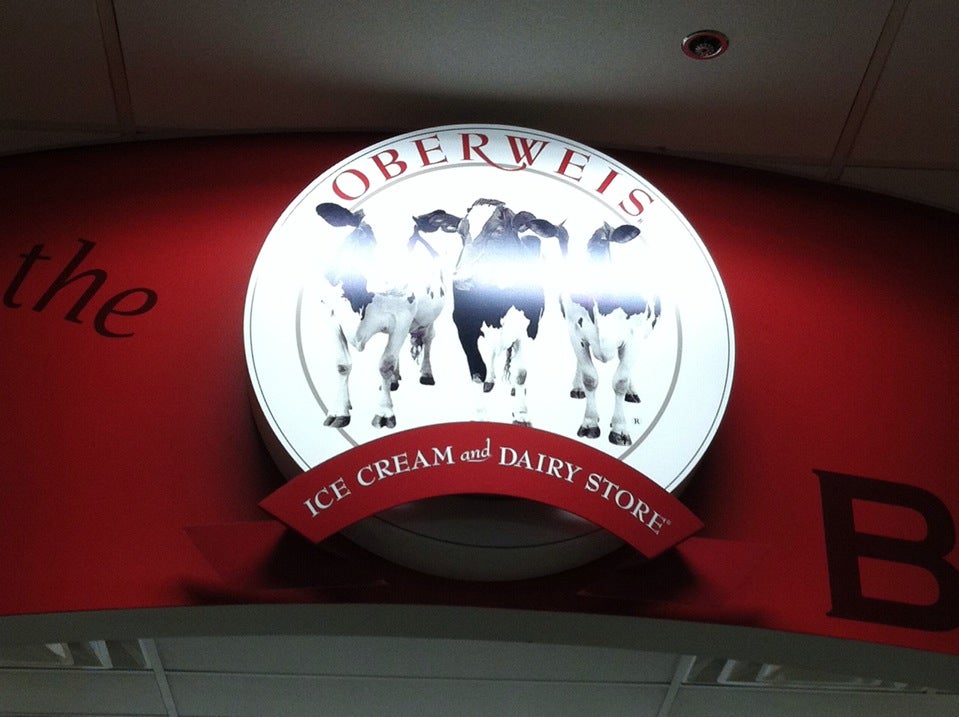 OBERWEIS
®
the
ICE CREAM and DAIRY STORE®
B